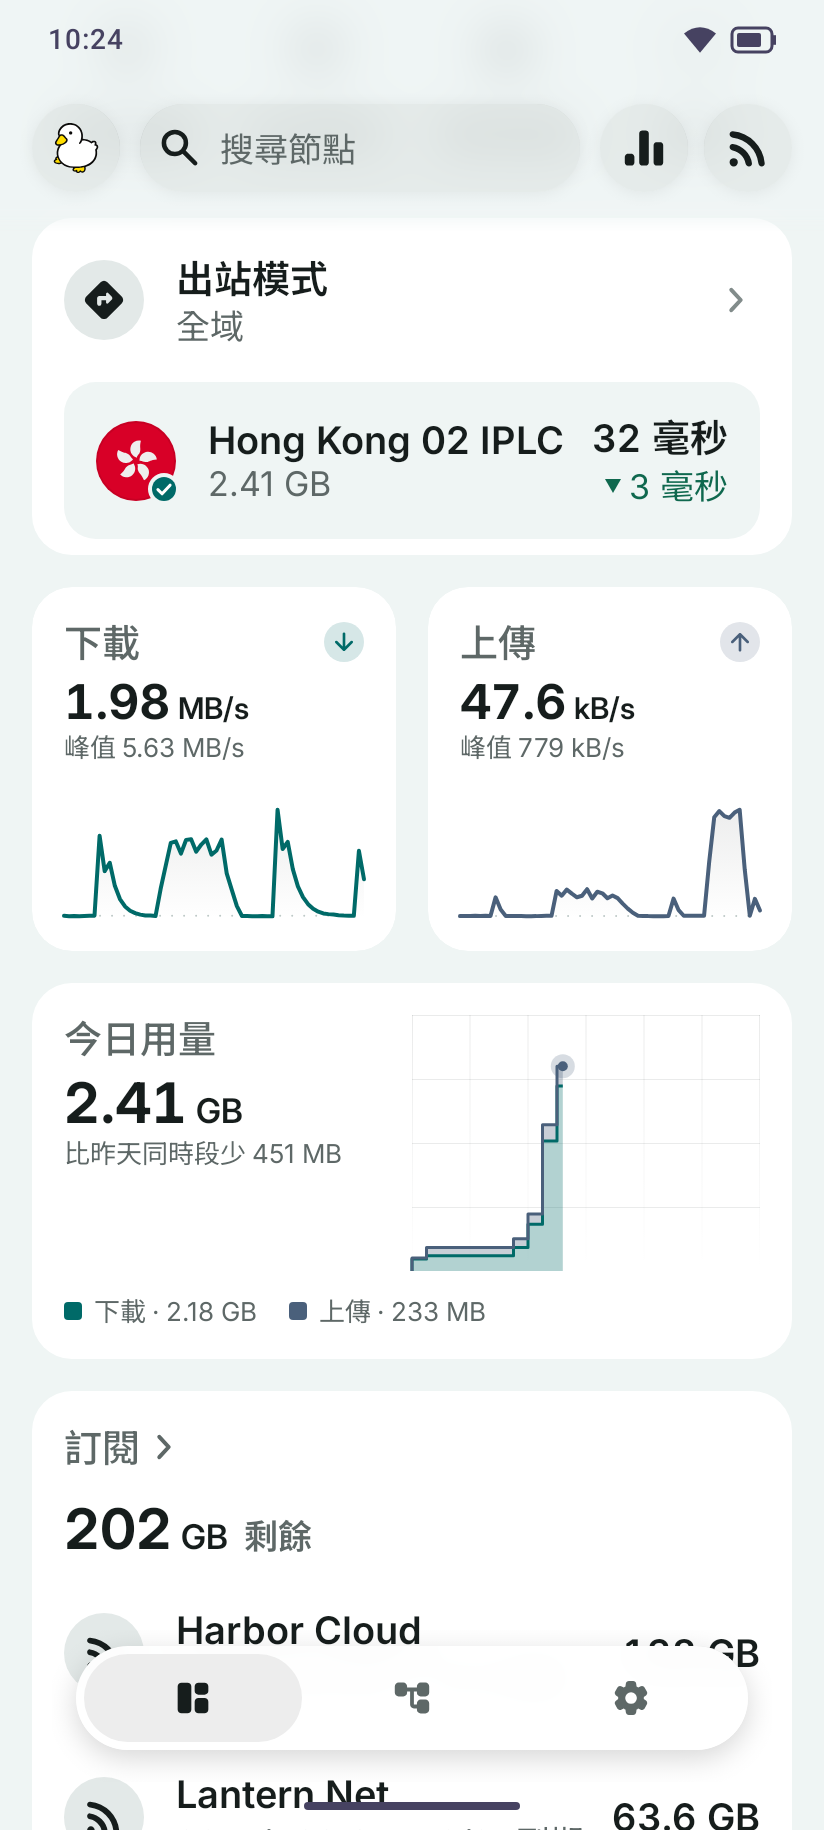 10:24
搜尋節點
出站模式
全域
Hong Kong 02 IPLC
32 毫秒
2.41 GB
3 毫秒
下載
1.98 MB/s
峰值 5.63 MB/s
上傳
47.6 kB/s
峰值 779 kB/s
今日用量
2.41 GB
比昨天同時段少 451 MB
下載 · 2.18 GB
上傳 · 233 MB
訂閱
202 GB 剩餘
Harbor Cloud
GB
Lantern Net
63.6 GB